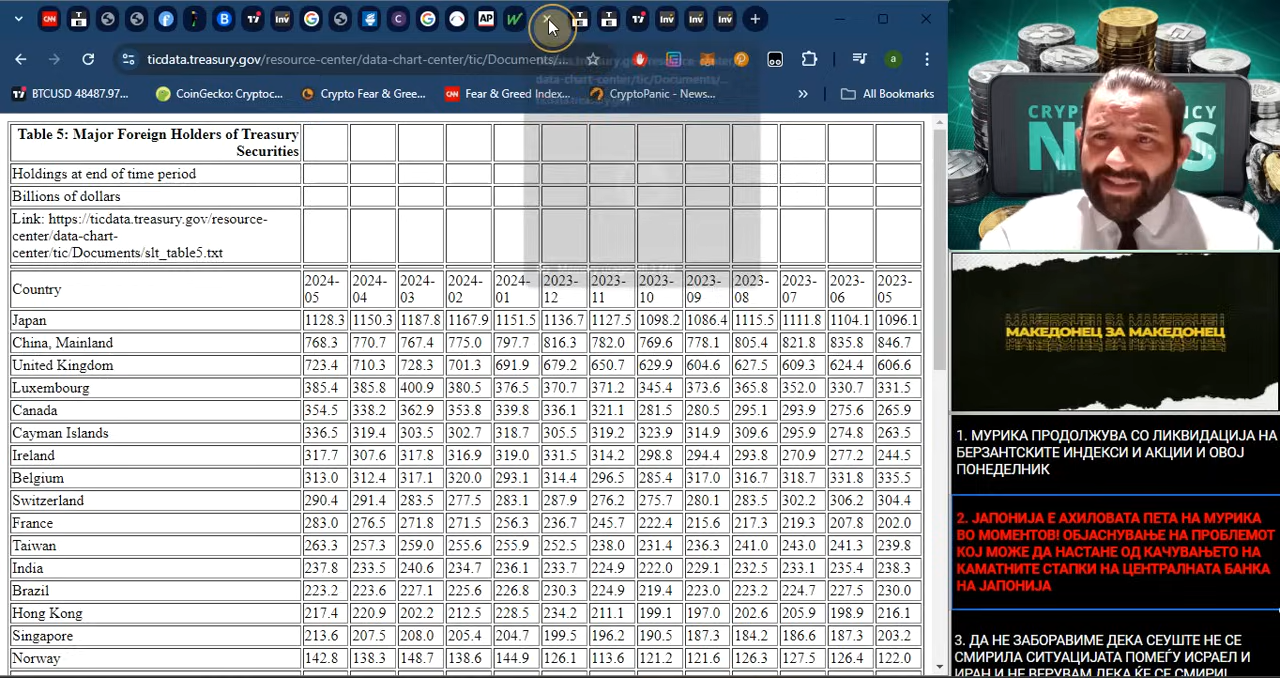 ticdata.treasury.gov/resource-center/data-chart-center/tic/Documents/...
BTCUSD 48487.97...
CoinGecko: Cryptoc...
Crypto Fear & Gree...
Fear & Greed Index...
CryptoPanic - News...
»
All Bookmarks
Table 5: Major Foreign Holders of Treasury
Securities
Holdings at end of time period
Billions of dollars
Link: https://ticdata.treasury.gov/resource-
center/data-chart-
center/tic/Documents/slt_table5.txt
Country 2024-05 2024-04 2024-03 2024-02 2024-01 2023-12 2023-11 2023-10 2023-09 2023-08 2023-07 2023-06 2023-05
Japan 1128.3 1150.3 1187.8 1167.9 1151.5 1136.7 1127.5 1098.2 1086.4 1115.5 1111.8 1104.1 1096.1
China, Mainland 768.3 770.7 797.7 816.3 782.0 769.6 778.1 805.4 821.8 835.8 846.7
United Kingdom 723.4 710.3 728.3 701.3 691.9 679.2 650.7 629.9 604.6 627.5 609.3 624.4 606.6
Luxembourg 385.4 385.8 400.9 380.5 376.5 370.7 371.2 345.4 373.6 365.8 352.0 330.7 331.5
Canada 354.5 338.2 362.9 353.8 339.8 336.1 321.1 281.5 280.5 295.1 293.9 275.6 265.9
Cayman Islands 336.5 319.4 303.5 302.7 318.7 305.5 319.2 323.9 314.9 309.6 295.9 274.8 263.5
Ireland 317.7 307.6 317.8 316.9 319.0 331.5 314.2 298.8 294.4 293.8 270.9 277.2 244.5
Belgium 313.0 312.4 317.1 320.0 293.1 314.4 296.5 285.4 317.0 316.7 318.7 331.8 335.5
Switzerland 290.4 291.4 283.5 277.5 283.1 287.9 276.2 275.7 280.1 283.5 302.2 306.2 304.4
France 283.0 276.5 271.8 271.5 256.3 236.7 245.7 222.4 215.6 217.3 219.3 207.8 202.0
Taiwan 263.3 257.3 259.0 255.6 255.9 252.5 238.0 231.4 236.3 241.0 243.0 241.3 239.8
India 237.8 233.5 240.6 234.7 236.1 233.7 224.9 222.0 229.1 232.5 233.1 235.4 238.3
Brazil 223.2 223.6 227.1 225.6 226.8 230.3 224.9 219.4 223.0 223.2 224.7 227.5 230.0
Hong Kong 217.4 220.9 202.2 212.5 228.5 234.2 211.1 199.1 197.0 202.6 205.9 198.9 216.1
Singapore 213.6 207.5 208.0 205.4 204.7 199.5 196.2 190.5 187.3 184.2 186.6 187.3 203.2
Norway 142.8 138.3 148.7 138.6 144.9 126.1 113.6 121.2 121.6 126.3 127.5 126.4 122.0
МАКЕДОНЕЦ ЗА МАКЕДОНЕЦ
1. МУРИКА ПРОДОЛЖУВА СО ЛИКВИДАЦИЈА НА
БЕРЗАНТСКИТЕ ИНДЕКСИ И АКЦИИ И ОВОЈ
ПОНЕДЕЛНИК
2. ЈАПОНИЈА Е АХИЛОВАТА ПЕТА НА МУРИКА
ВО МОМЕНТОВ! ОБЈАСНУВАЊЕ НА ПРОБЛЕМОТ
КОЈ МОЖЕ ДА НАСТАНЕ ОД КАЧУВАЊЕТО НА
КАМАТНИТЕ СТАПКИ НА ЦЕНТРАЛНАТА БАНКА
НА ЈАПОНИЈА
3. ДА НЕ ЗАБОРАВИМЕ ДЕКА СЕУШТЕ НЕ СЕ
СМИРИЛА СИТУАЦИЈАТА ПОМЕЃУ ИСРАЕЛ И
ИРАН И НЕ ВЕРУВАМ ДЕКА ЌЕ СЕ СМИРИ!